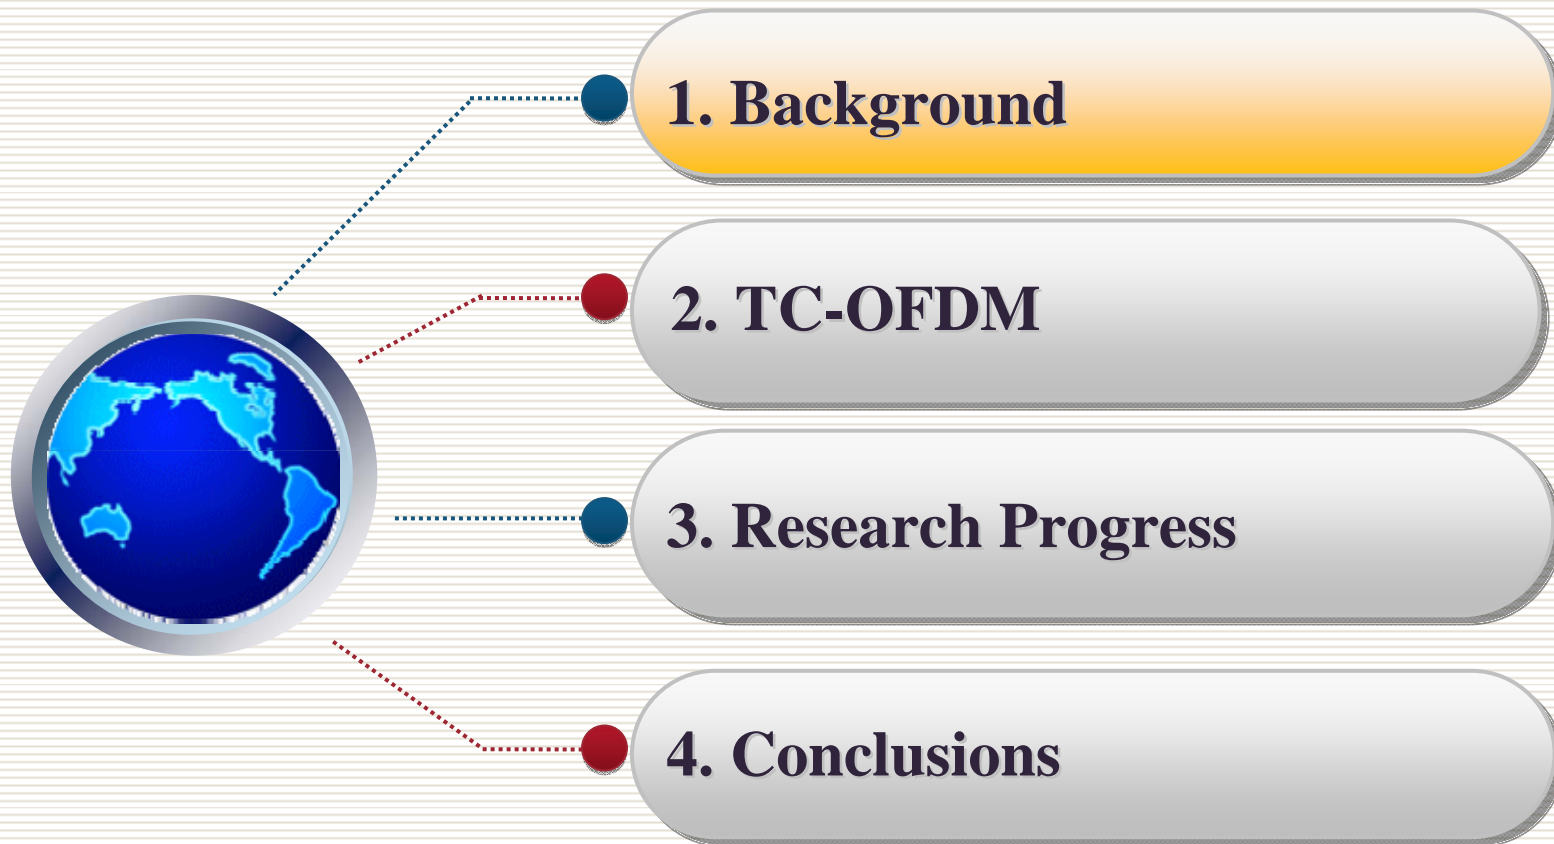 1. Background
2. TC-OFDM
3. Research Progress
4. Conclusions